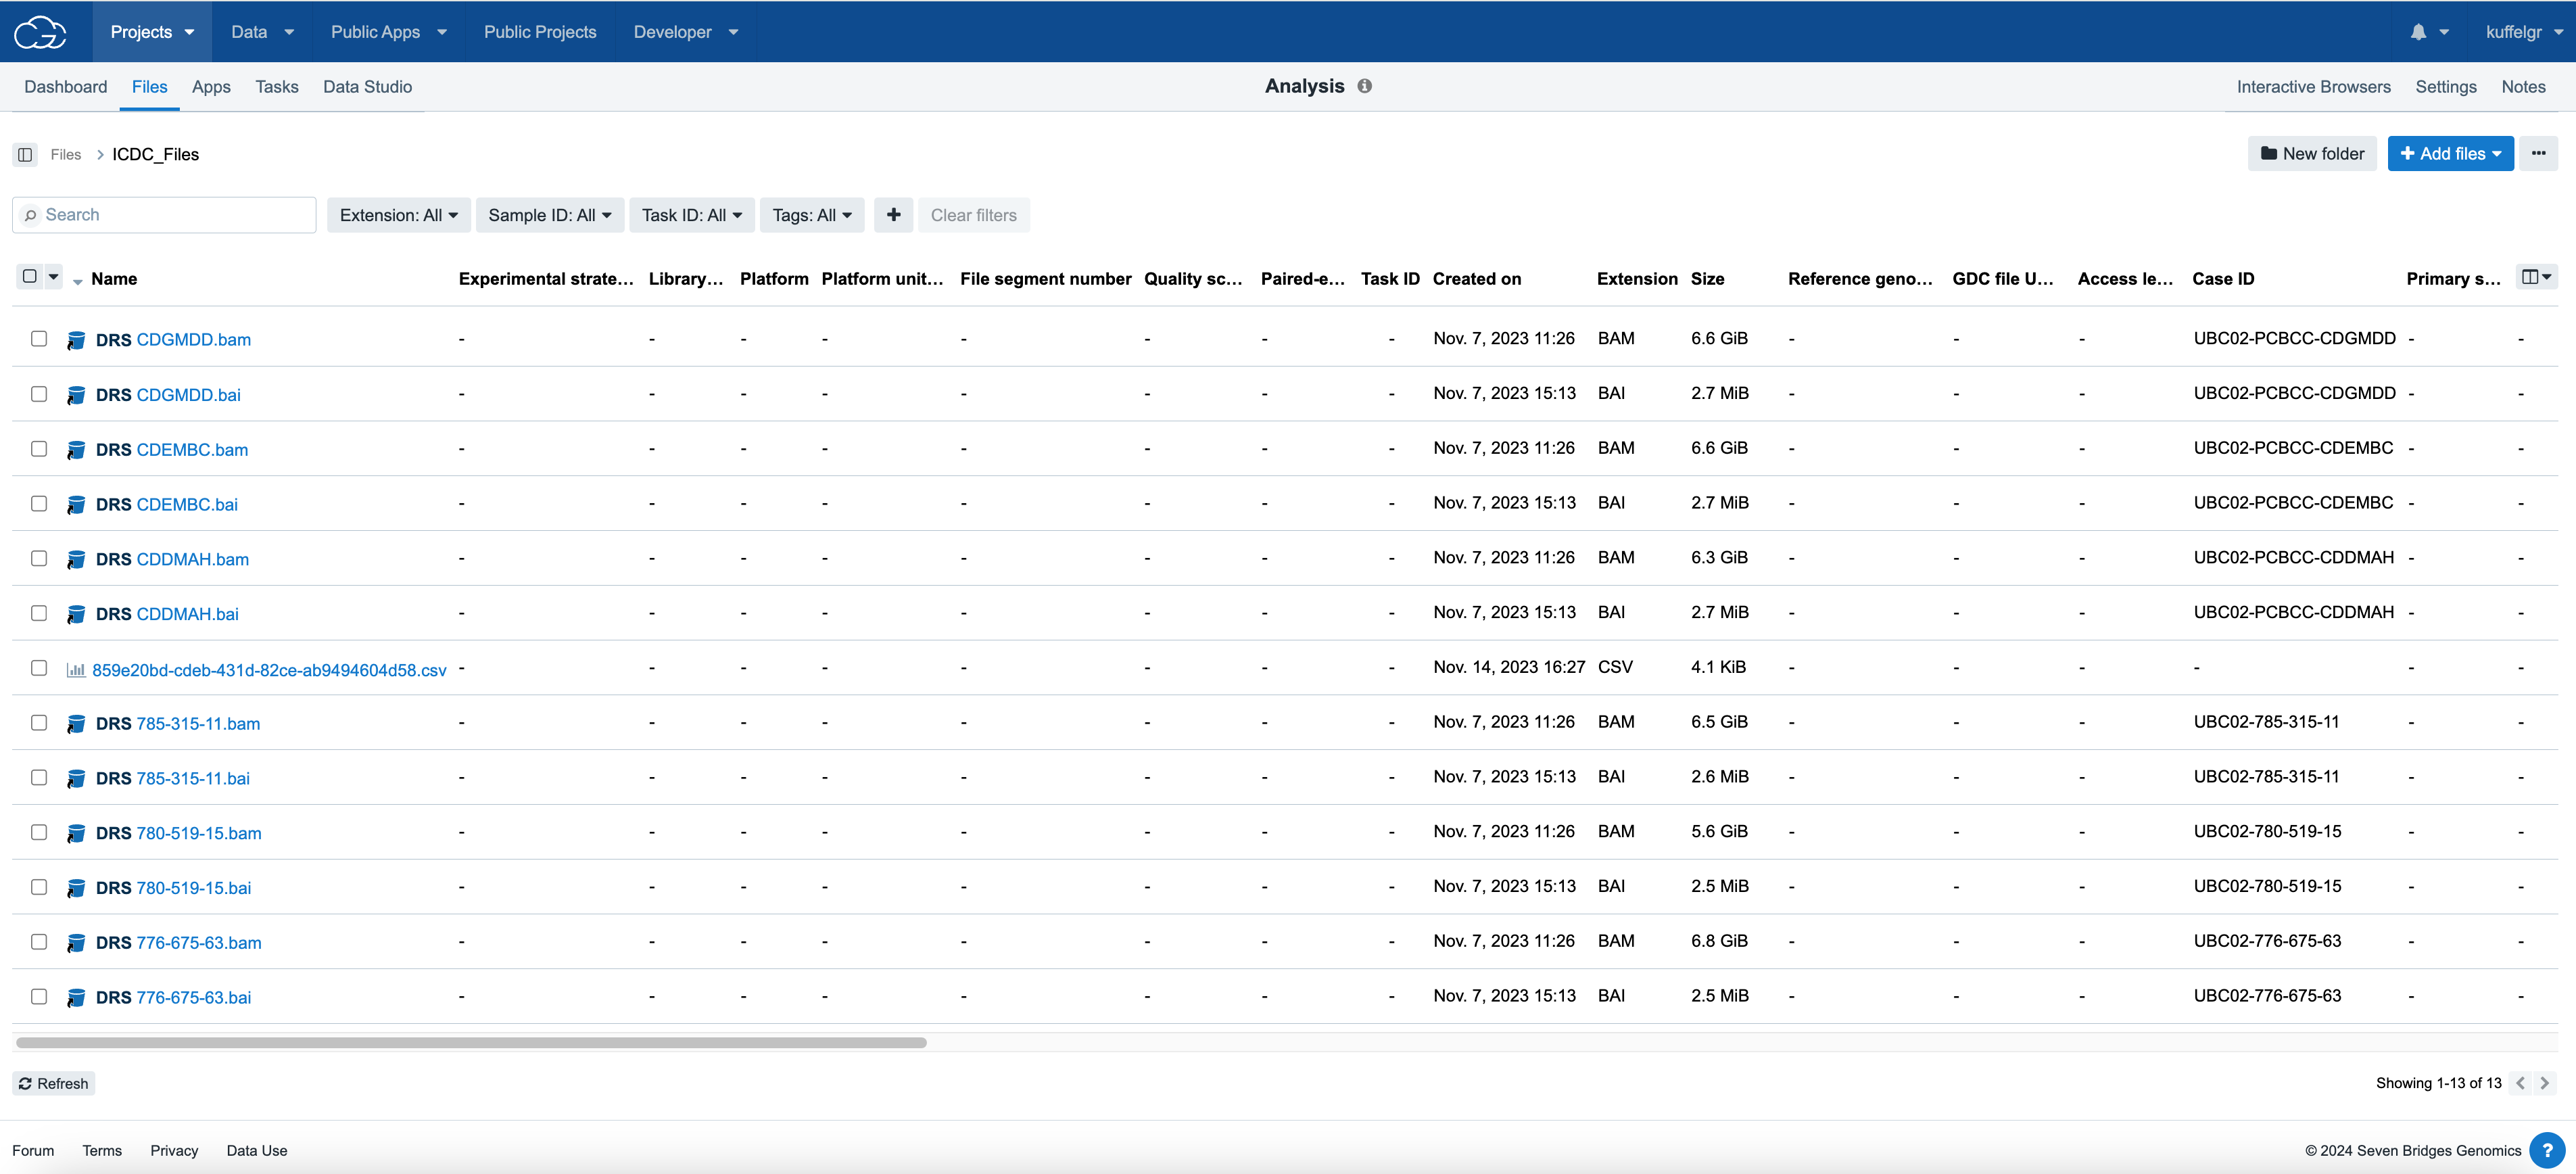 Projects Data Public Apps Public Projects Developer kuffelgr
Dashboard Files Apps Tasks Data Studio Analysis Interactive Browsers Settings Notes
Files > ICDC_Files New folder + Add files ...
Search Extension: All Sample ID: All Task ID: All Tags: All + Clear filters
Name Experimental strate... Library... Platform Platform unit... File segment number Quality sc... Paired-e... Task ID Created on Extension Size Reference geno... GDC file U... Access le... Case ID Primary s...
DRS CDGMDD.bam - - - - - - - - Nov. 7, 2023 11:26 BAM 6.6 GiB - - - UBC02-PCBCC-CDGMDD - -
DRS CDGMDD.bai - - - - - - - - Nov. 7, 2023 15:13 BAI 2.7 MiB - - - UBC02-PCBCC-CDGMDD - -
DRS CDEMBC.bam - - - - - - - - Nov. 7, 2023 11:26 BAM 6.6 GiB - - - UBC02-PCBCC-CDEMBC - -
DRS CDEMBC.bai - - - - - - - - Nov. 7, 2023 15:13 BAI 2.7 MiB - - - UBC02-PCBCC-CDEMBC - -
DRS CDDMAH.bam - - - - - - - - Nov. 7, 2023 11:26 BAM 6.3 GiB - - - UBC02-PCBCC-CDDMAH - -
DRS CDDMAH.bai - - - - - - - - Nov. 7, 2023 15:13 BAI 2.7 MiB - - - UBC02-PCBCC-CDDMAH - -
859e20bd-cdeb-431d-82ce-ab9494604d58.csv - - - - - - - - Nov. 14, 2023 16:27 CSV 4.1 KiB - - - - - -
DRS 785-315-11.bam - - - - - - - - Nov. 7, 2023 11:26 BAM 6.5 GiB - - - UBC02-785-315-11 - -
DRS 785-315-11.bai - - - - - - - - Nov. 7, 2023 15:13 BAI 2.6 MiB - - - UBC02-785-315-11 - -
DRS 780-519-15.bam - - - - - - - - Nov. 7, 2023 11:26 BAM 5.6 GiB - - - UBC02-780-519-15 - -
DRS 780-519-15.bai - - - - - - - - Nov. 7, 2023 15:13 BAI 2.5 MiB - - - UBC02-780-519-15 - -
DRS 776-675-63.bam - - - - - - - - Nov. 7, 2023 11:26 BAM 6.8 GiB - - - UBC02-776-675-63 - -
DRS 776-675-63.bai - - - - - - - - Nov. 7, 2023 15:13 BAI 2.5 MiB - - - UBC02-776-675-63 - -
Refresh Showing 1-13 of 13 < >
Forum Terms Privacy Data Use © 2024 Seven Bridges Genomics ?